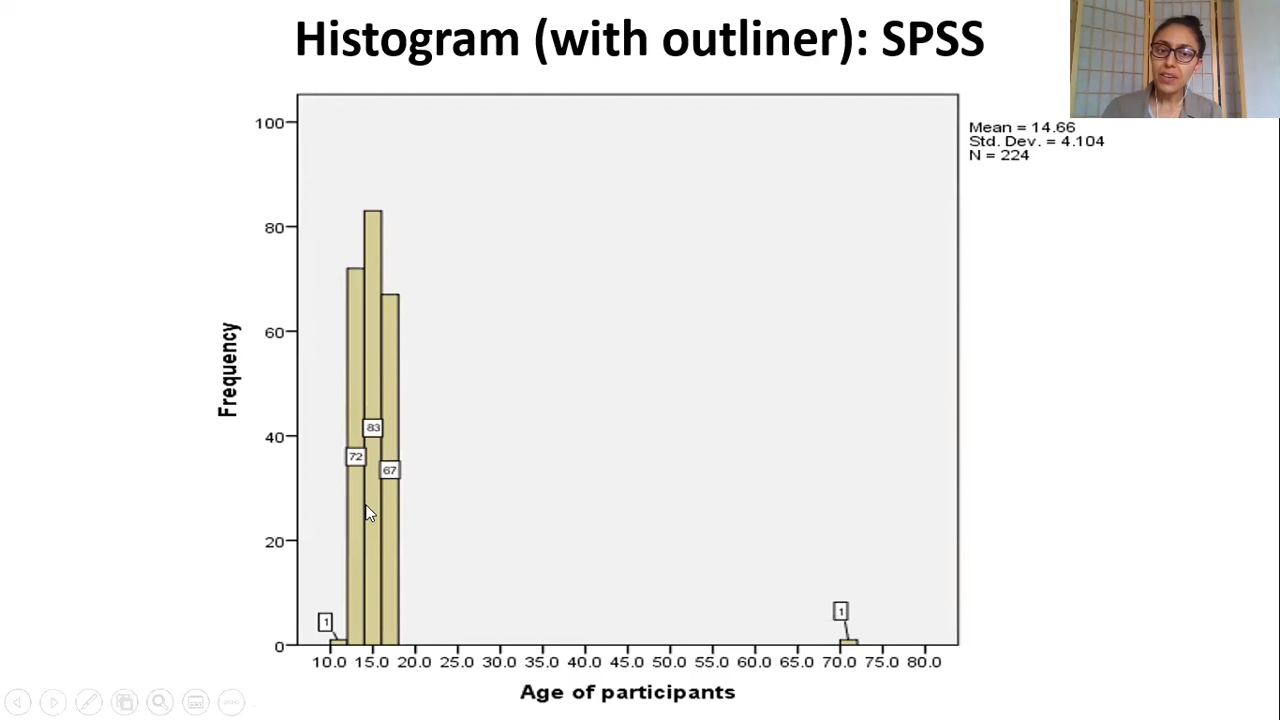 Histogram (with outliner): SPSS
Mean = 14.66
Std. Dev. = 4.104
N = 224
Frequency
100
80
60
40
20
0
83
72
67
1
1
10.0 15.0 20.0 25.0 30.0 35.0 40.0 45.0 50.0 55.0 60.0 65.0 70.0 75.0 80.0
Age of participants